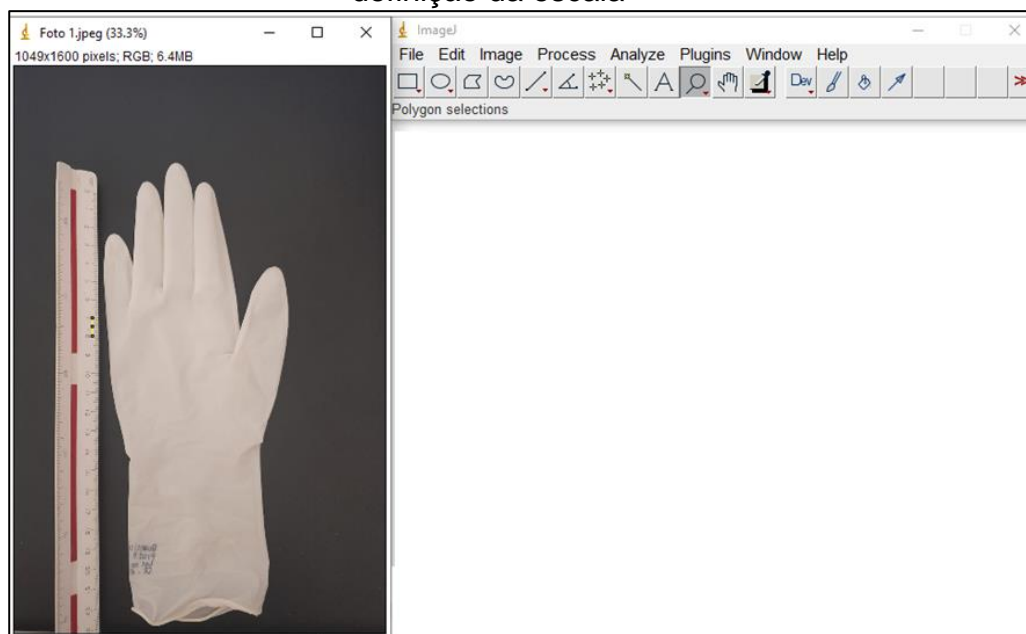 definição da escala
Foto 1.jpeg (33.3%)
1049x1600 pixels; RGB; 6.4MB
ImageJ
File Edit Image Process Analyze Plugins Window Help
A Dev
Polygon selections